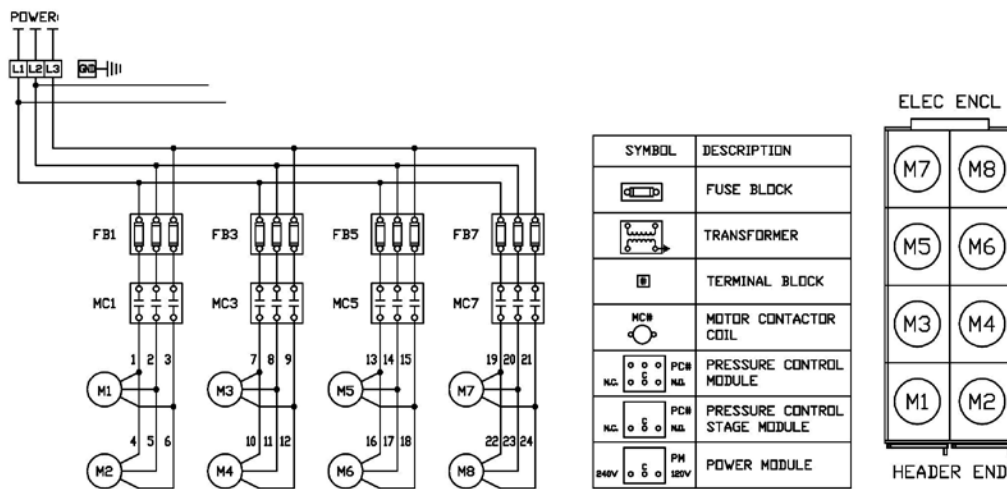 POWER:
L1 L2 L3 GND
FB1 FB3 FB5 FB7
MC1 MC3 MC5 MC7
1 2 3 7 8 9 13 14 15 19 20 21
M1 M3 M5 M7
4 5 6 10 11 12 16 17 18 22 23 24
M2 M4 M6 M8
SYMBOL DESCRIPTION
FUSE BLOCK
TRANSFORMER
TERMINAL BLOCK
MC# MOTOR CONTACTOR
COIL
N.C. C PC# N.O. PRESSURE CONTROL
MODULE
N.C. C PC# N.O. PRESSURE CONTROL
STAGE MODULE
240V C PM 120V POWER MODULE
ELEC ENCL
M7 M8
M5 M6
M3 M4
M1 M2
HEADER END